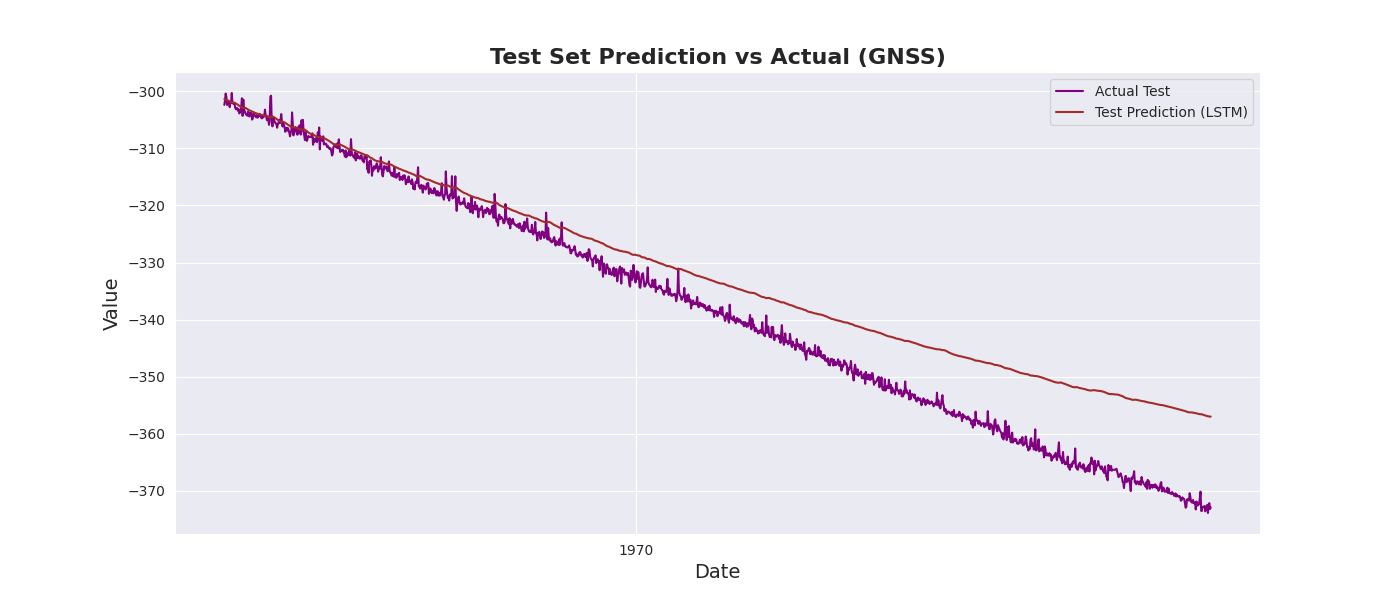 Test Set Prediction vs Actual (GNSS)
Actual Test
Test Prediction (LSTM)
Value
−300
−310
−320
−330
−340
−350
−360
−370
1970
Date